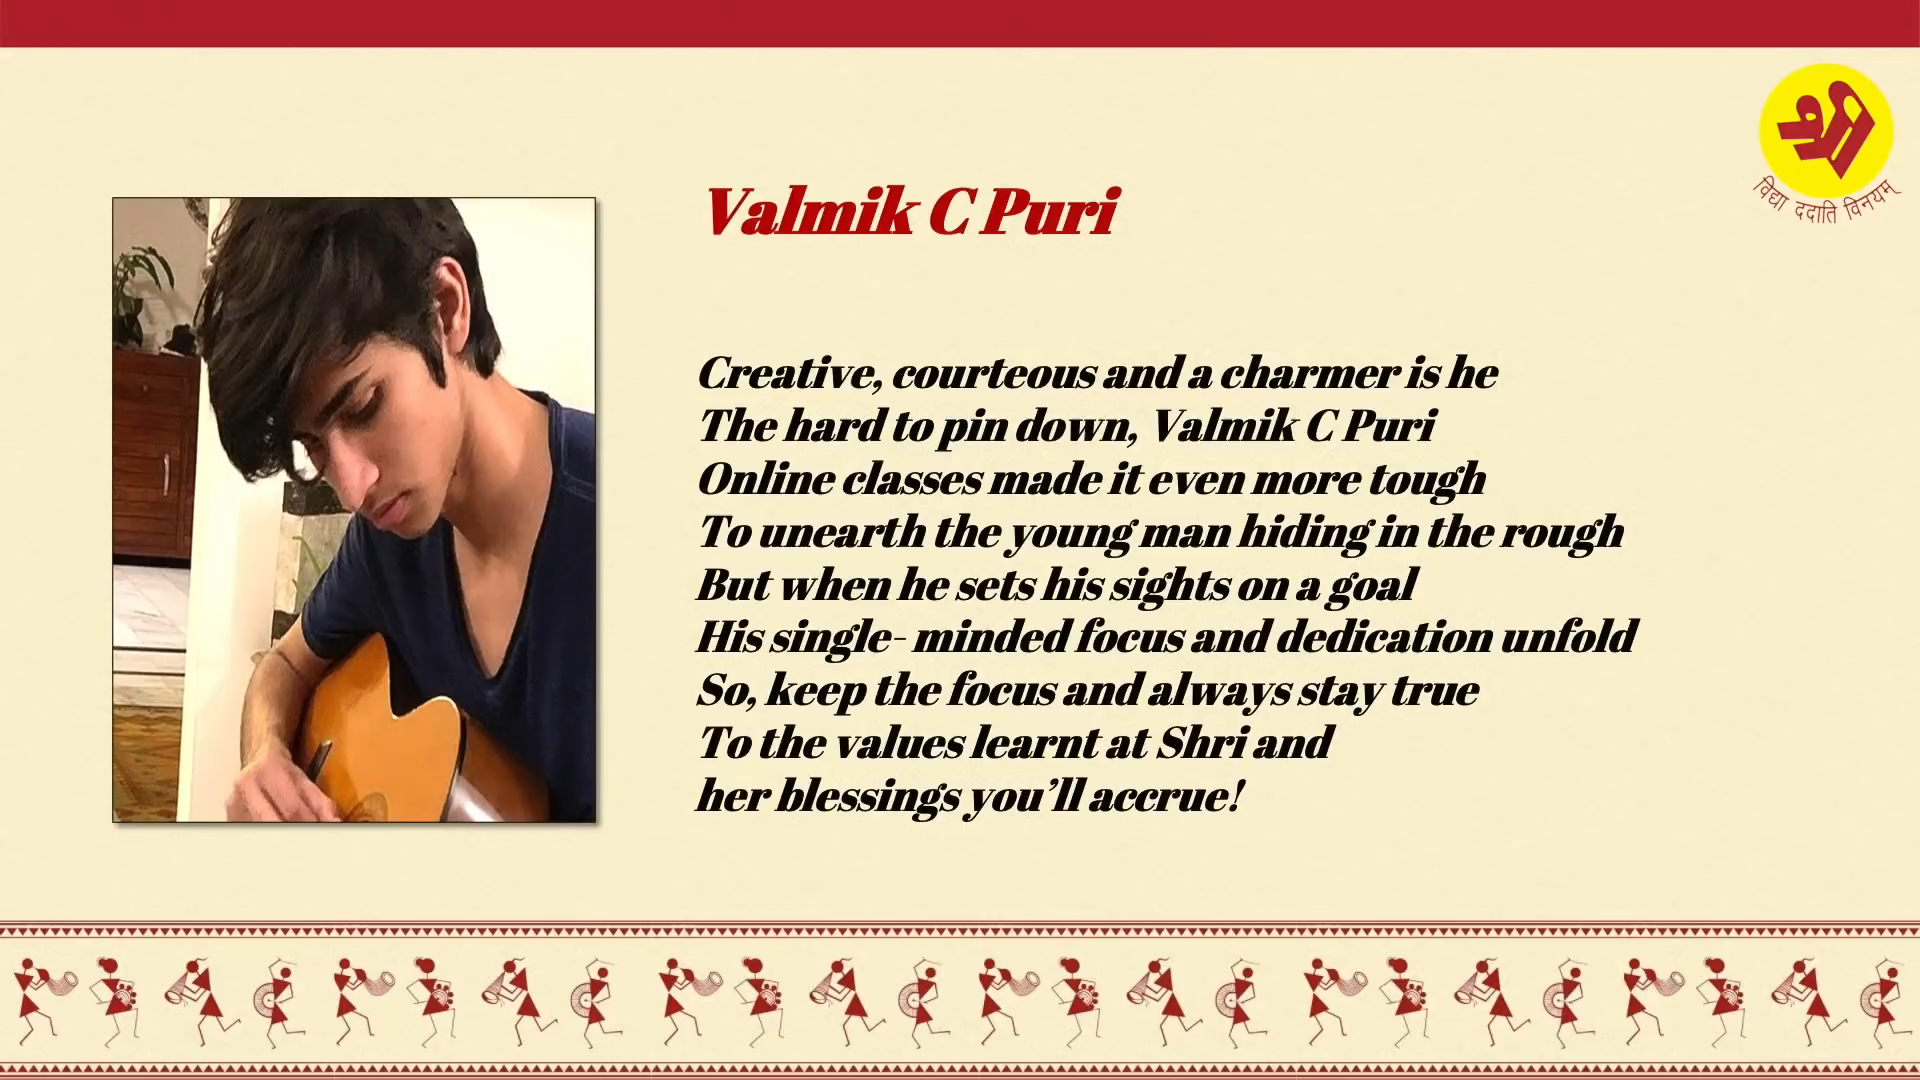 Valmik C Puri
श्री
विद्या ददाति विनयम्
Creative, courteous and a charmer is he
The hard to pin down, Valmik C Puri
Online classes made it even more tough
To unearth the young man hiding in the rough
But when he sets his sights on a goal
His single- minded focus and dedication unfold
So, keep the focus and always stay true
To the values learnt at Shri and
her blessings you’ll accrue!